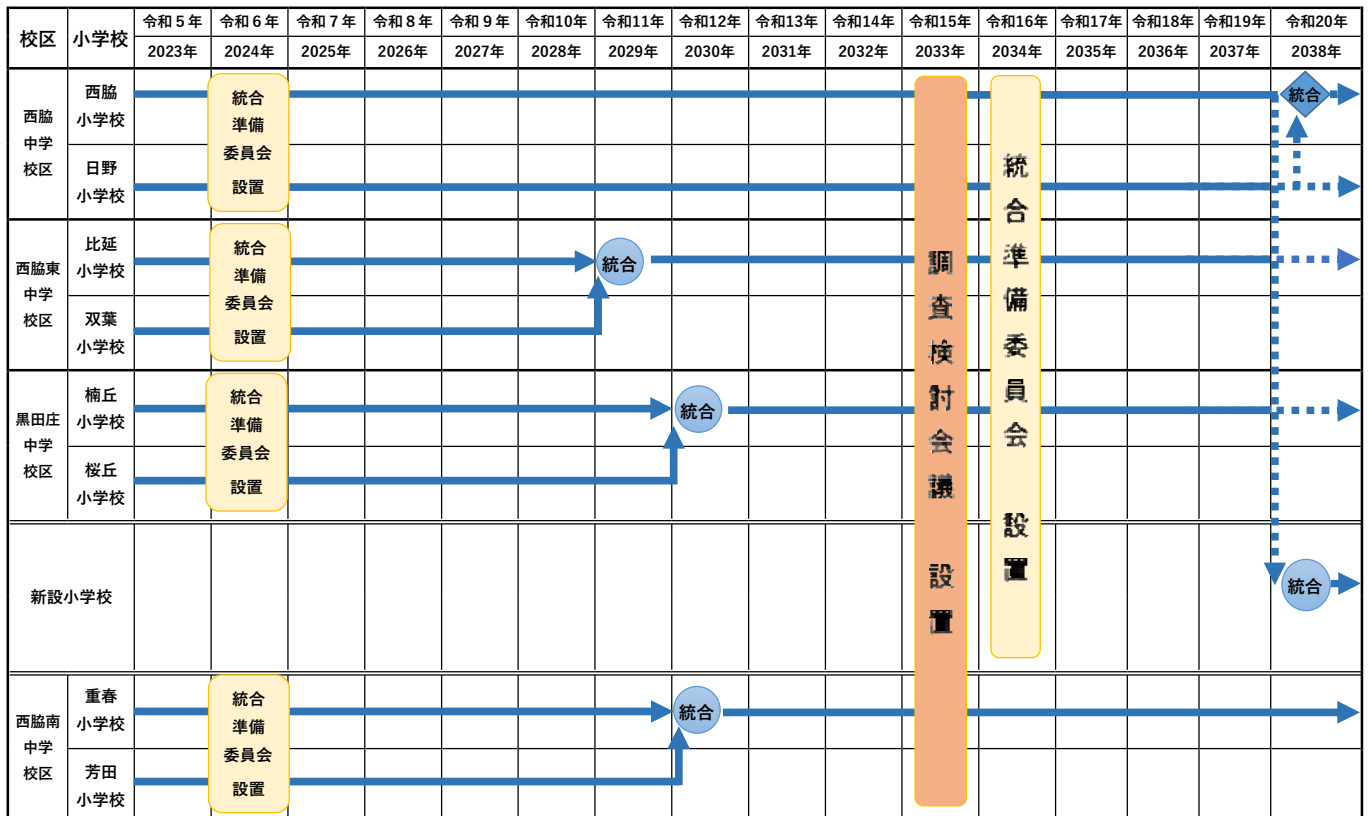 校区
小学校
令和５年
令和６年
令和７年
令和８年
令和９年
令和10年
令和11年
令和12年
令和13年
令和14年
令和15年
令和16年
令和17年
令和18年
令和19年
令和20年
2023年
2024年
2025年
2026年
2027年
2028年
2029年
2030年
2031年
2032年
2033年
2034年
2035年
2036年
2037年
2038年
西脇
中学
校区
西脇
小学校
日野
小学校
統合
準備
委員会
設置
統合
西脇東
中学
校区
比延
小学校
双葉
小学校
統合
準備
委員会
設置
統合
黒田庄
中学
校区
楠丘
小学校
桜丘
小学校
統合
準備
委員会
設置
統合
調査検討会議　設置
統合準備委員会　設置
新設小学校
統合
西脇南
中学
校区
重春
小学校
芳田
小学校
統合
準備
委員会
設置
統合